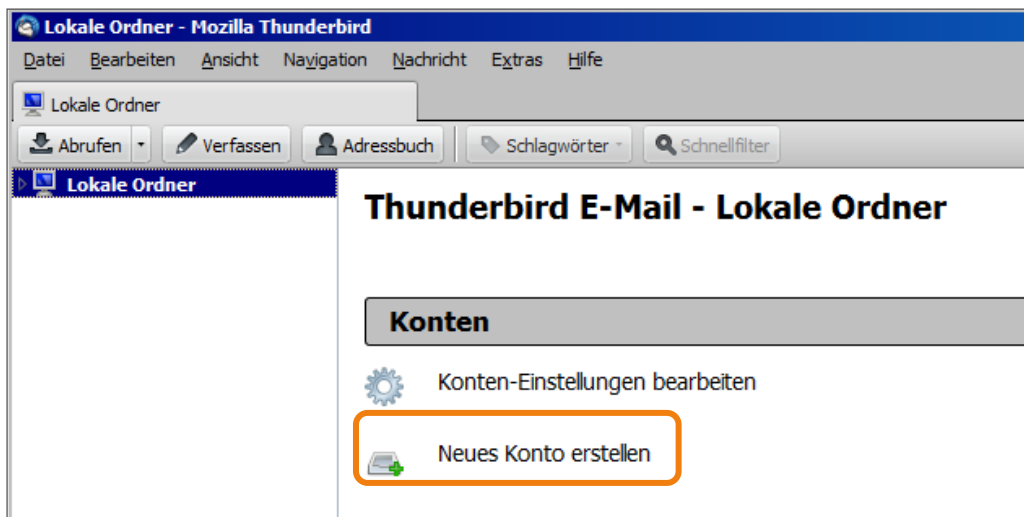 Lokale Ordner - Mozilla Thunderbird
Datei Bearbeiten Ansicht Navigation Nachricht Extras Hilfe
Lokale Ordner
Abrufen Verfassen Adressbuch Schlagwörter Schnellfilter
Lokale Ordner
Thunderbird E-Mail - Lokale Ordner
Konten
Konten-Einstellungen bearbeiten
Neues Konto erstellen